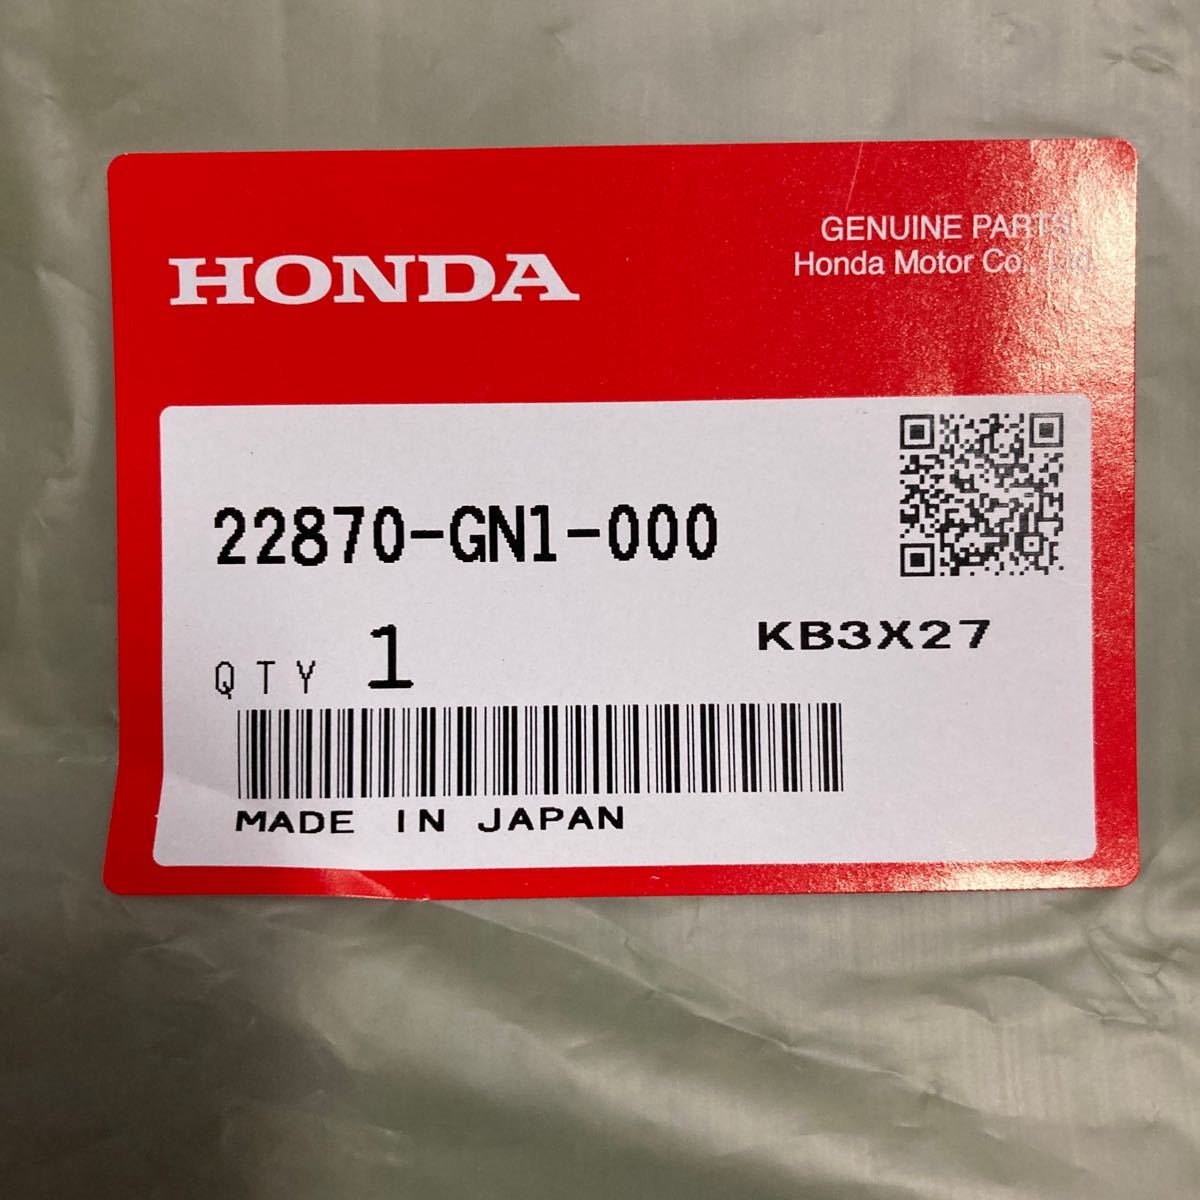 HONDA
GENUINE PARTS
Honda Motor Co., Ltd.
22870-GN1-000
QTY 1
KB3X27
MADE IN JAPAN